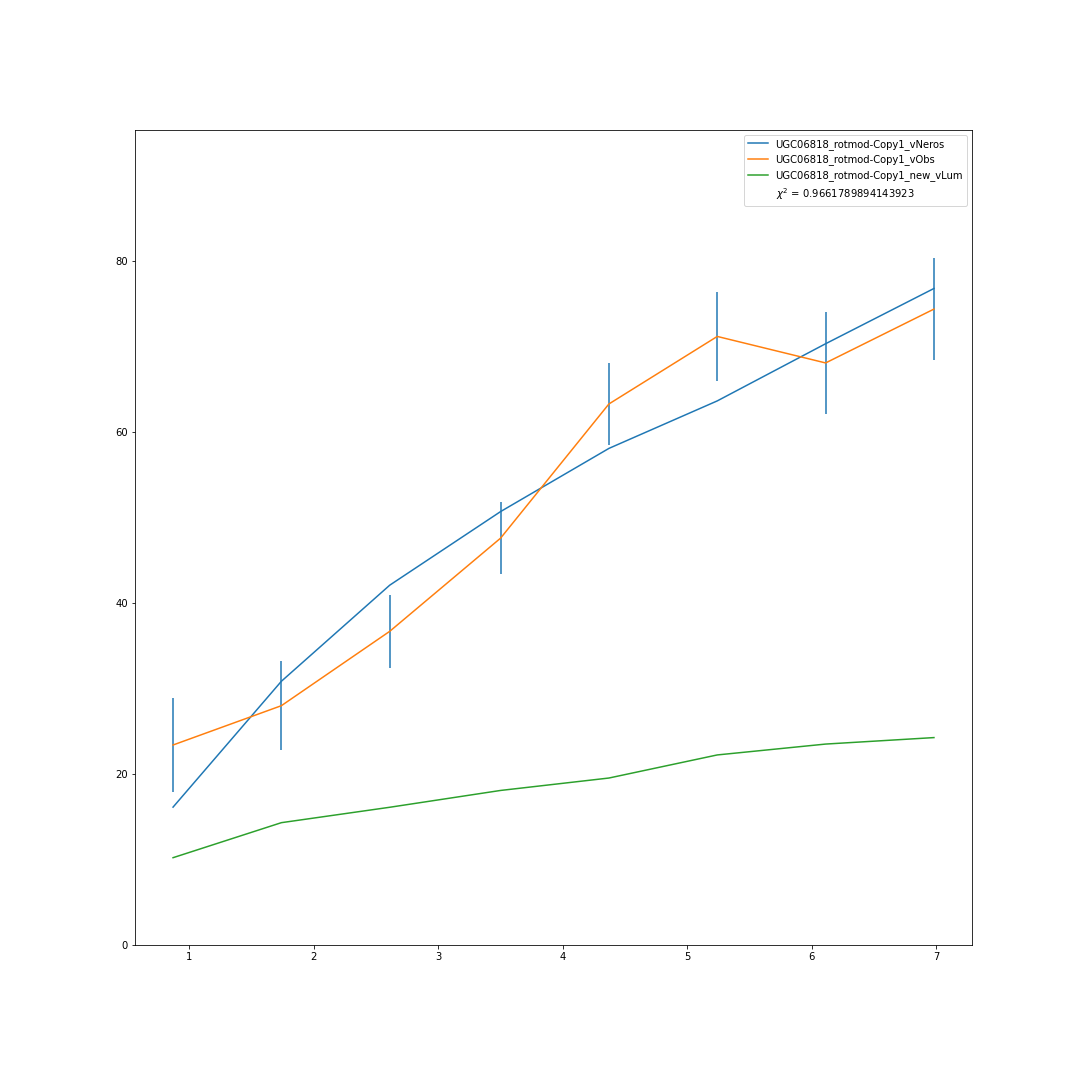 UGC06818_rotmod-Copy1_vNeros
UGC06818_rotmod-Copy1_vObs
UGC06818_rotmod-Copy1_new_vLum
χ² = 0.9661789894143923
80
60
40
20
0
1 2 3 4 5 6 7